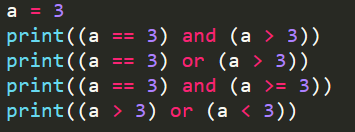 a = 3
print((a == 3) and (a > 3))
print((a == 3) or (a > 3))
print((a == 3) and (a >= 3))
print((a > 3) or (a < 3))